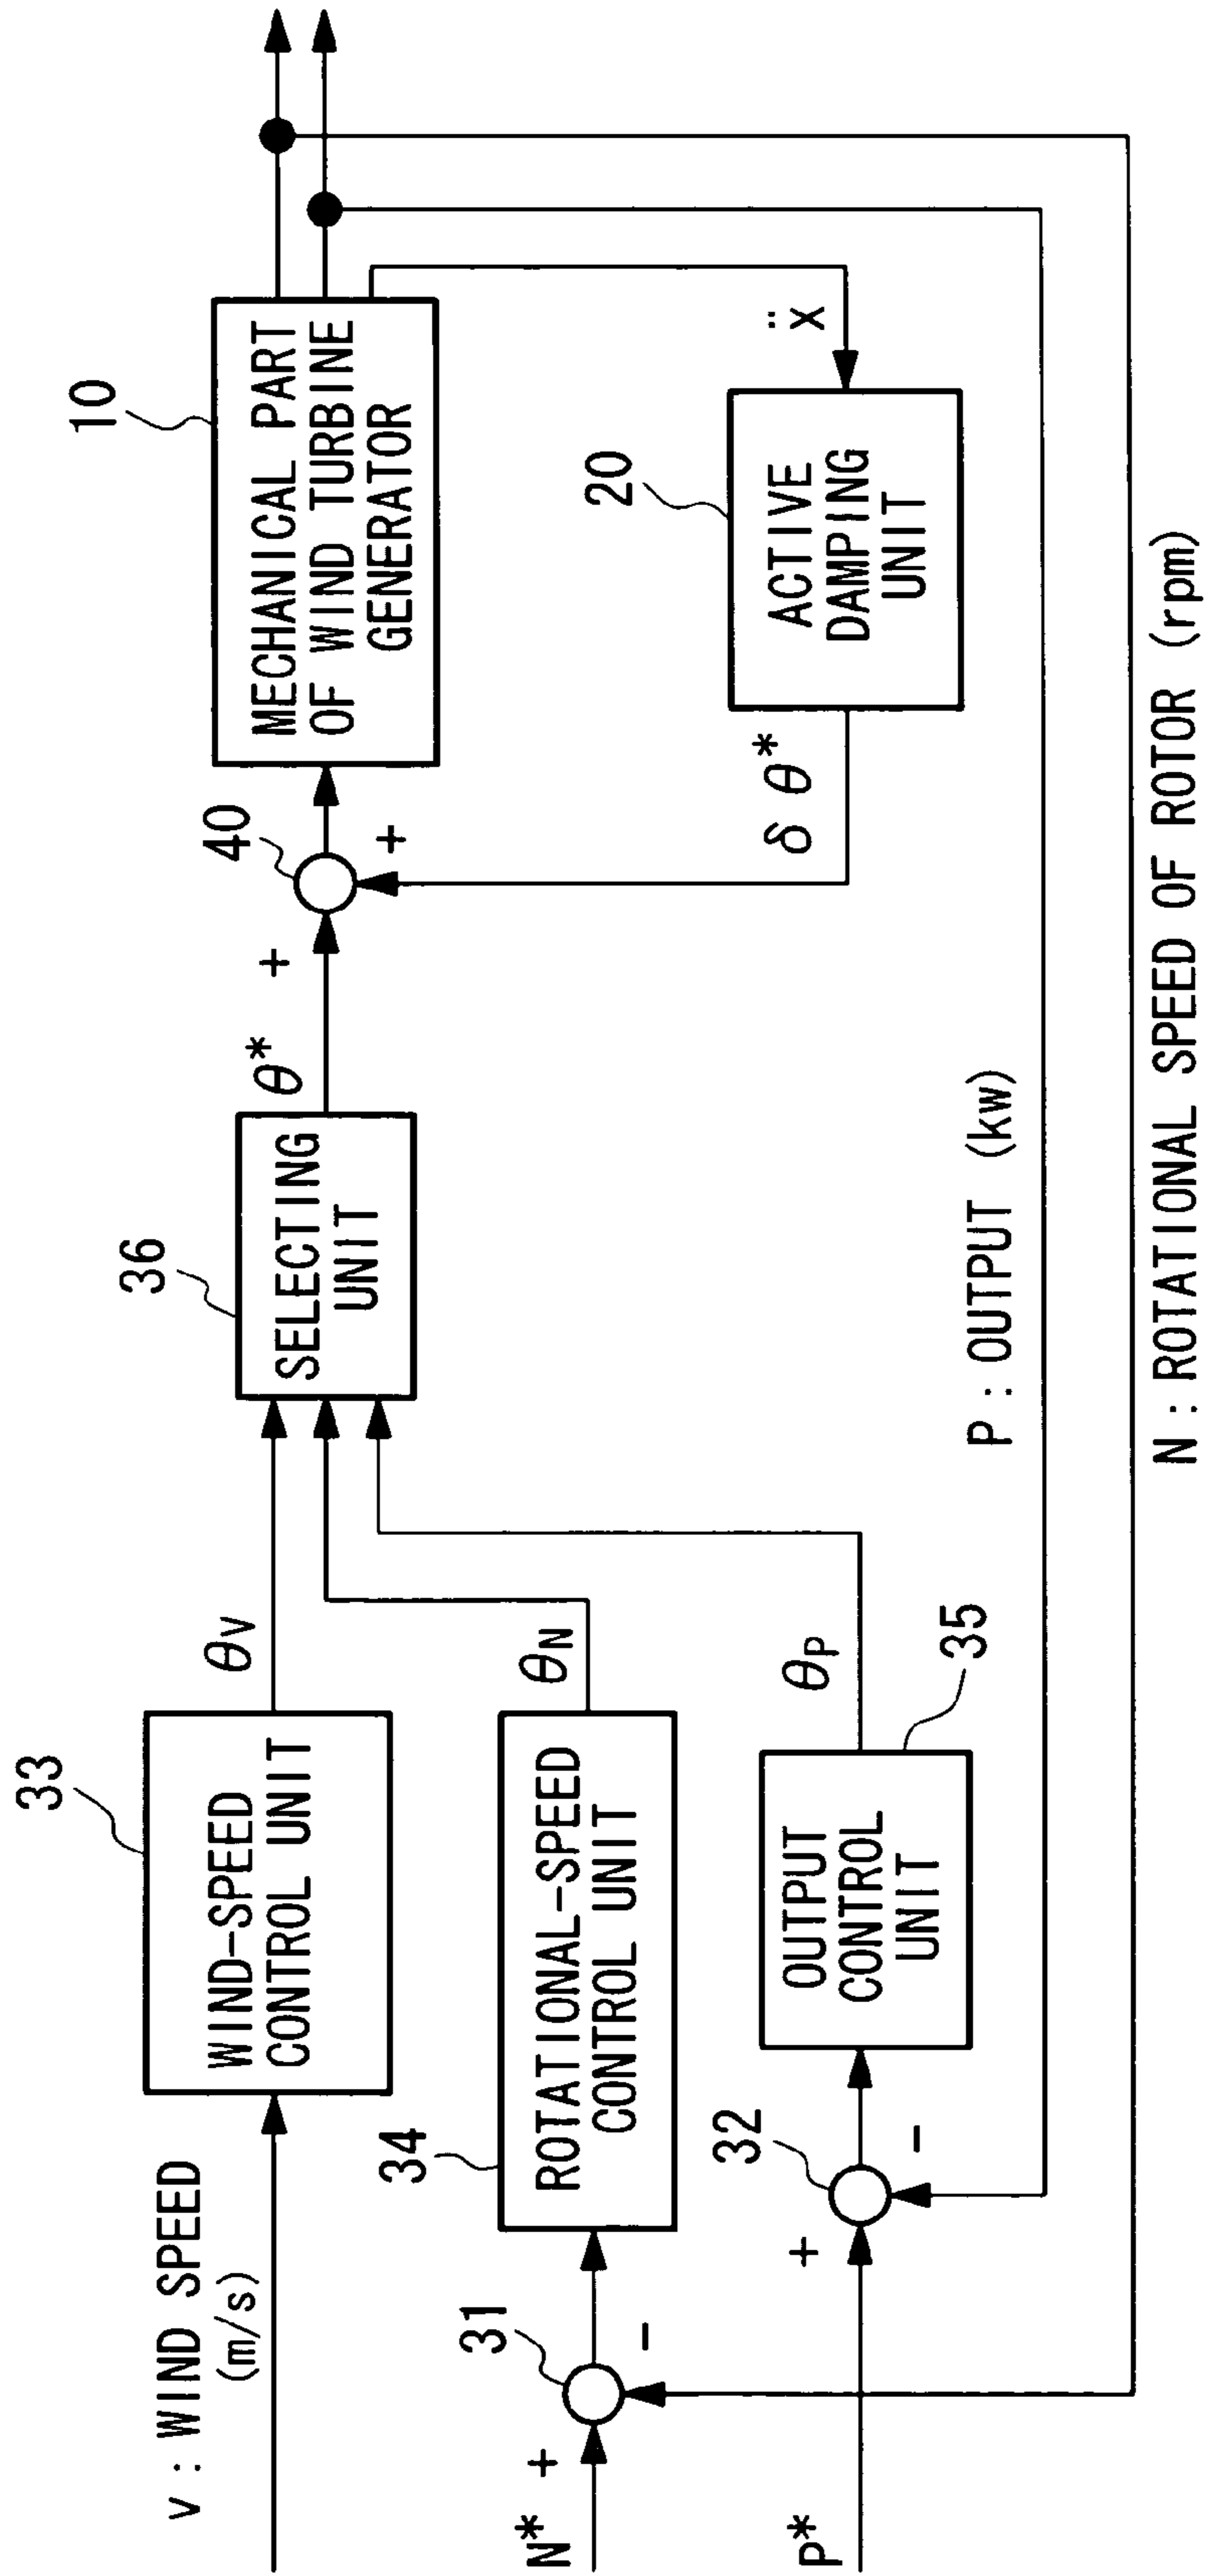 v : WIND SPEED
(m/s)
33
WIND-SPEED
CONTROL UNIT
θV
N*
+
31
-
34
ROTATIONAL-SPEED
CONTROL UNIT
θN
P*
+
32
-
OUTPUT
CONTROL
UNIT
35
θP
36
SELECTING
UNIT
θ*
+
40
+
10
MECHANICAL PART
OF WIND TURBINE
GENERATOR
20
ACTIVE
DAMPING
UNIT
δ θ*
ẍ
P : OUTPUT (kw)
N : ROTATIONAL SPEED OF ROTOR (rpm)